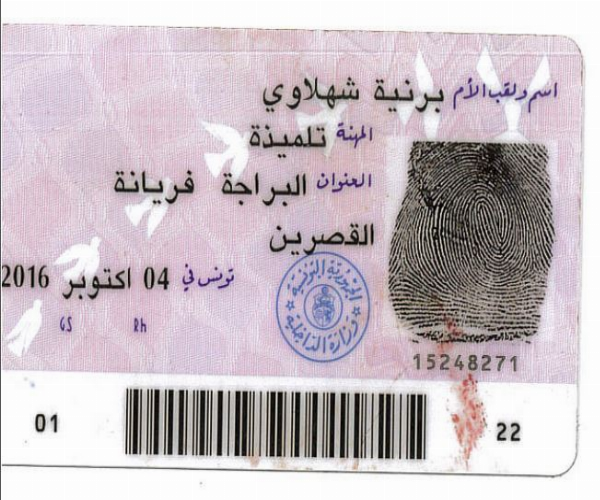 اسم ولقب الأم برنية شهلاوي
المهنة تلميذة
العنوان البراجة فريانة
القصرين
تونس في 04 اكتوبر 2016
GS Rh
الجمهورية التونسية
وزارة الداخلية
15248271
01 22